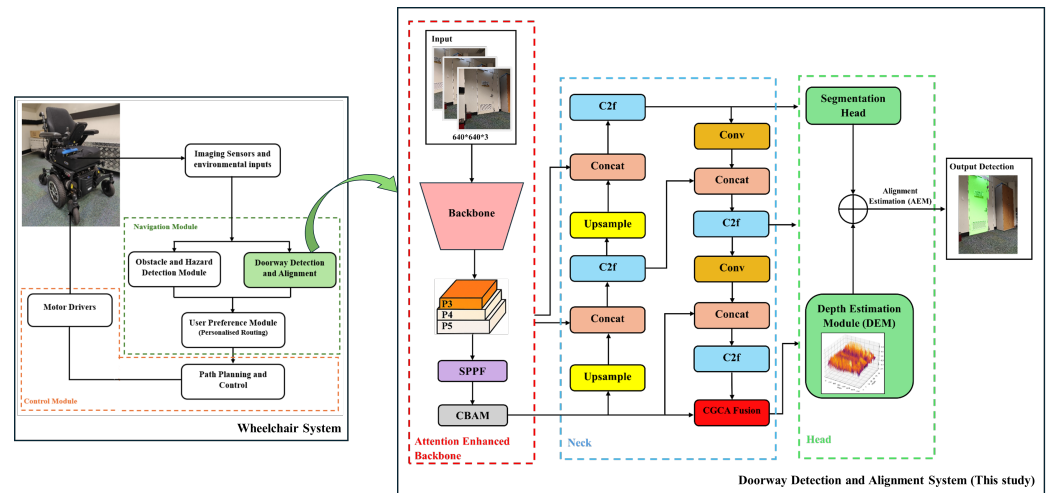 Imaging Sensors and
environmental inputs
Navigation Module
Obstacle and Hazard
Detection Module
Doorway Detection
and Alignment
Motor Drivers
User Preference Module
(Personalised Routing)
Path Planning and
Control
Control Module
Wheelchair System
Input
640*640*3
Backbone
P3
P4
P5
SPPF
CBAM
Attention Enhanced
Backbone
C2f
Concat
Upsample
C2f
Concat
Upsample
Conv
Concat
C2f
Conv
Concat
C2f
CGCA Fusion
Neck
Segmentation
Head
Alignment
Estimation (AEM)
Depth Estimation
Module (DEM)
Head
Output Detection
Doorway Detection and Alignment System (This study)